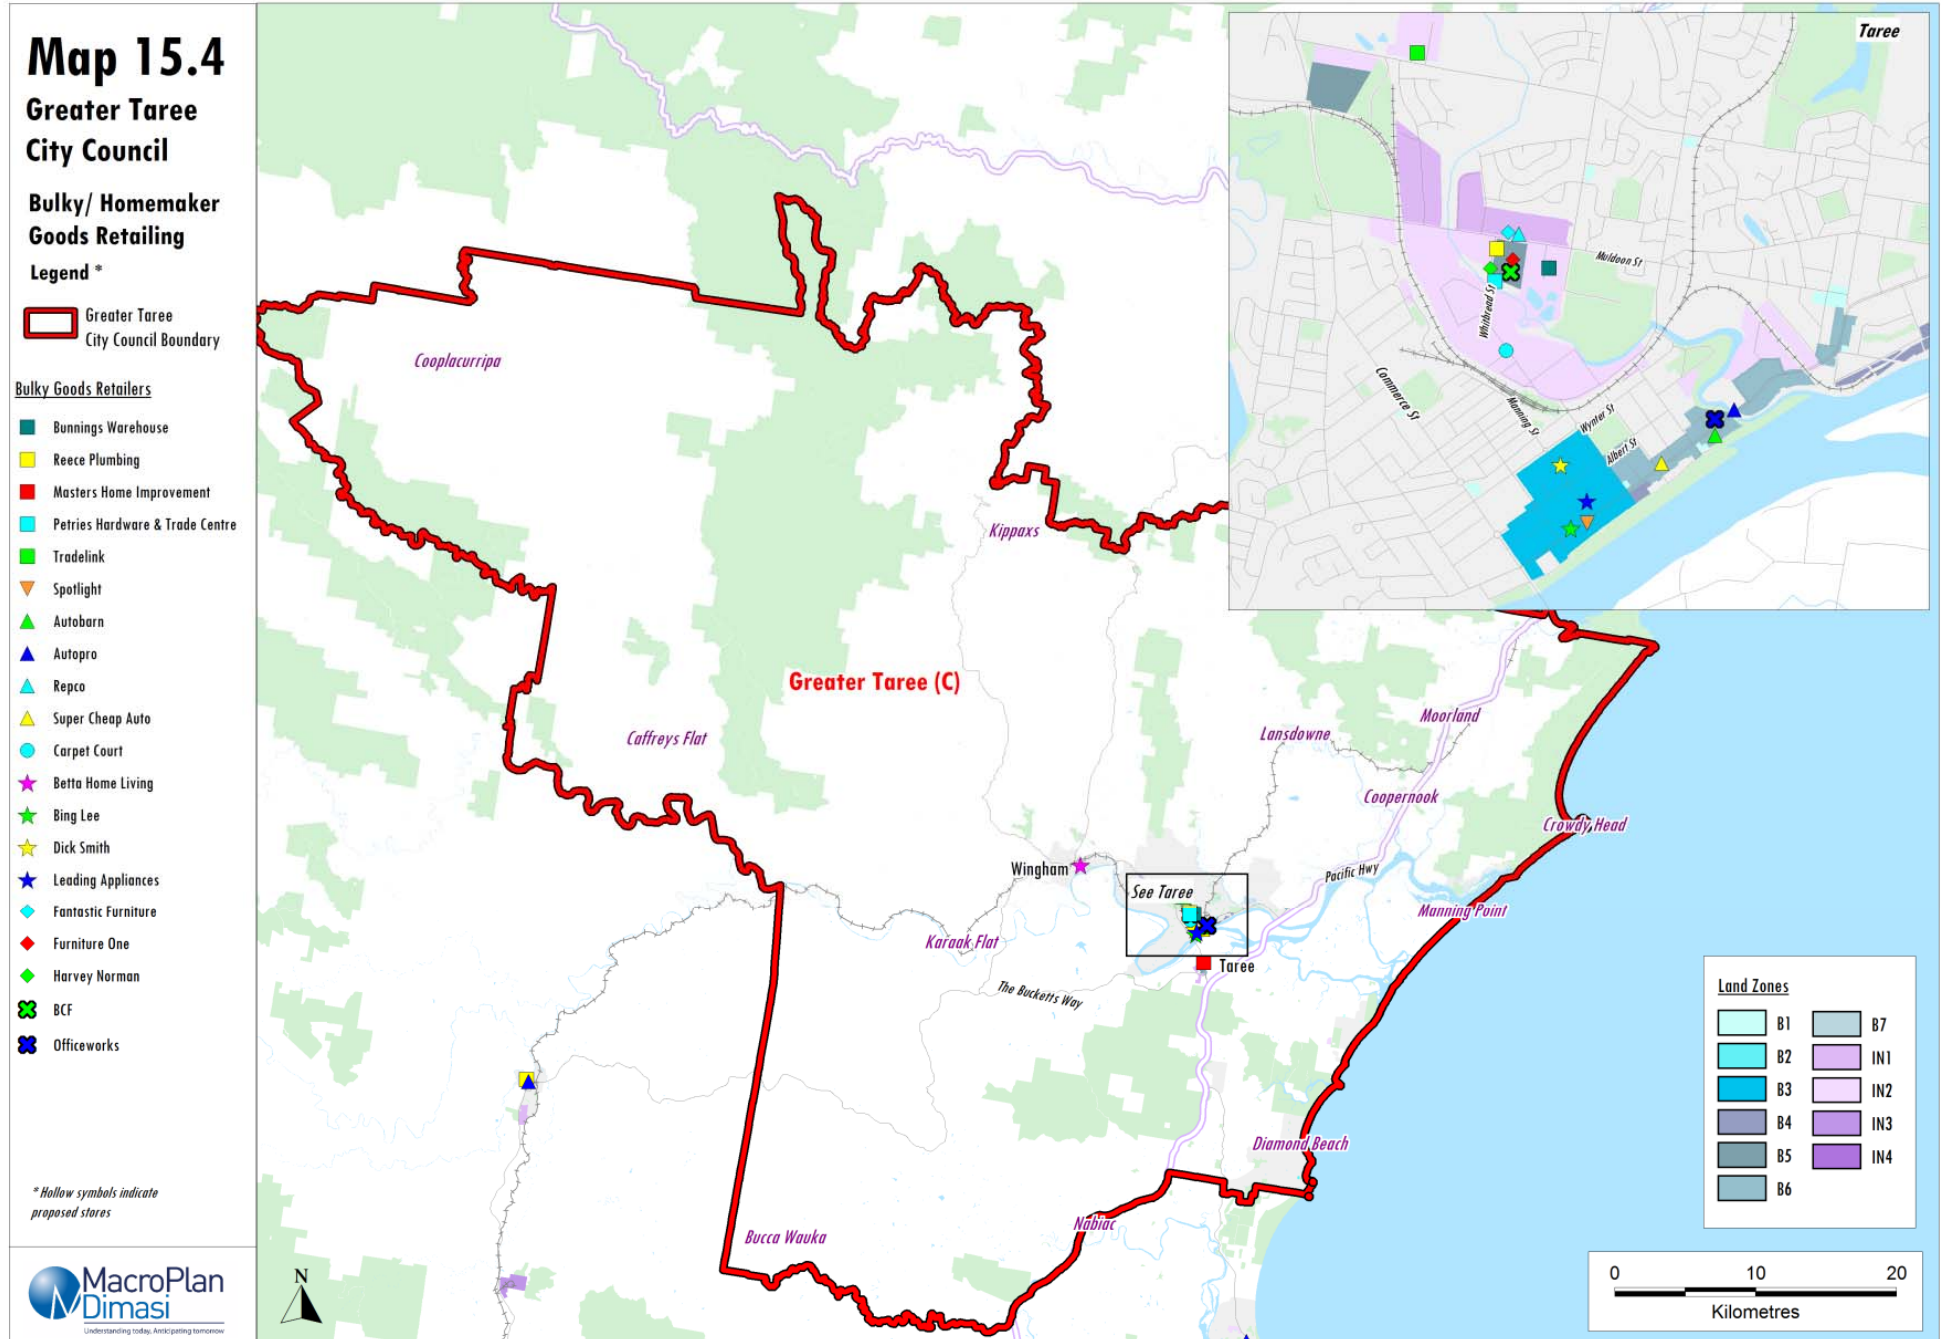 Map 15.4
Greater Taree
City Council
Bulky/ Homemaker
Goods Retailing
Legend *
Greater Taree
City Council Boundary
Bulky Goods Retailers
Bunnings Warehouse
Reece Plumbing
Masters Home Improvement
Petries Hardware & Trade Centre
Tradelink
Spotlight
Autobarn
Autopro
Repco
Super Cheap Auto
Carpet Court
Betta Home Living
Bing Lee
Dick Smith
Leading Appliances
Fantastic Furniture
Furniture One
Harvey Norman
BCF
Officeworks
* Hollow symbols indicate
proposed stores
MacroPlan
Dimasi
Understanding today, Anticipating tomorrow
N
Cooplacurripa
Kippaxs
Greater Taree (C)
Caffreys Flat
Lansdowne
Moorland
Coopernook
Crowdy Head
Wingham
Pacific Hwy
See Taree
Manning Point
Karaak Flat
Taree
The Bucketts Way
Diamond Beach
Nabiac
Bucca Wauka
Taree
Muldoon St
Whitbread St
Commerce St
Manning St
Wynter St
Albert St
Land Zones
B1
B2
B3
B4
B5
B6
B7
IN1
IN2
IN3
IN4
0 10 20
Kilometres